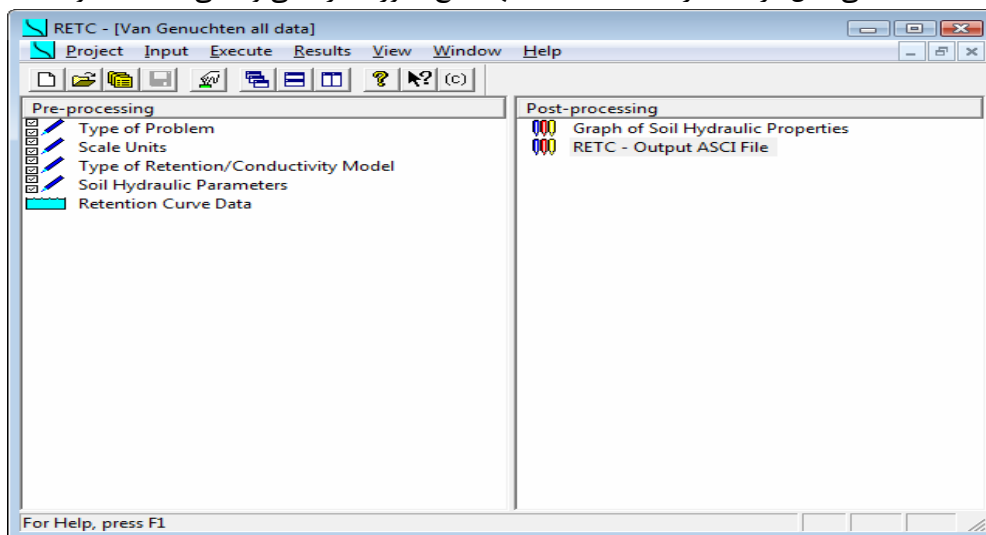 RETC - [Van Genuchten all data]
Project Input Execute Results View Window Help
(c)
Pre-processing
Type of Problem
Scale Units
Type of Retention/Conductivity Model
Soil Hydraulic Parameters
Retention Curve Data
Post-processing
Graph of Soil Hydraulic Properties
RETC - Output ASCI File
For Help, press F1